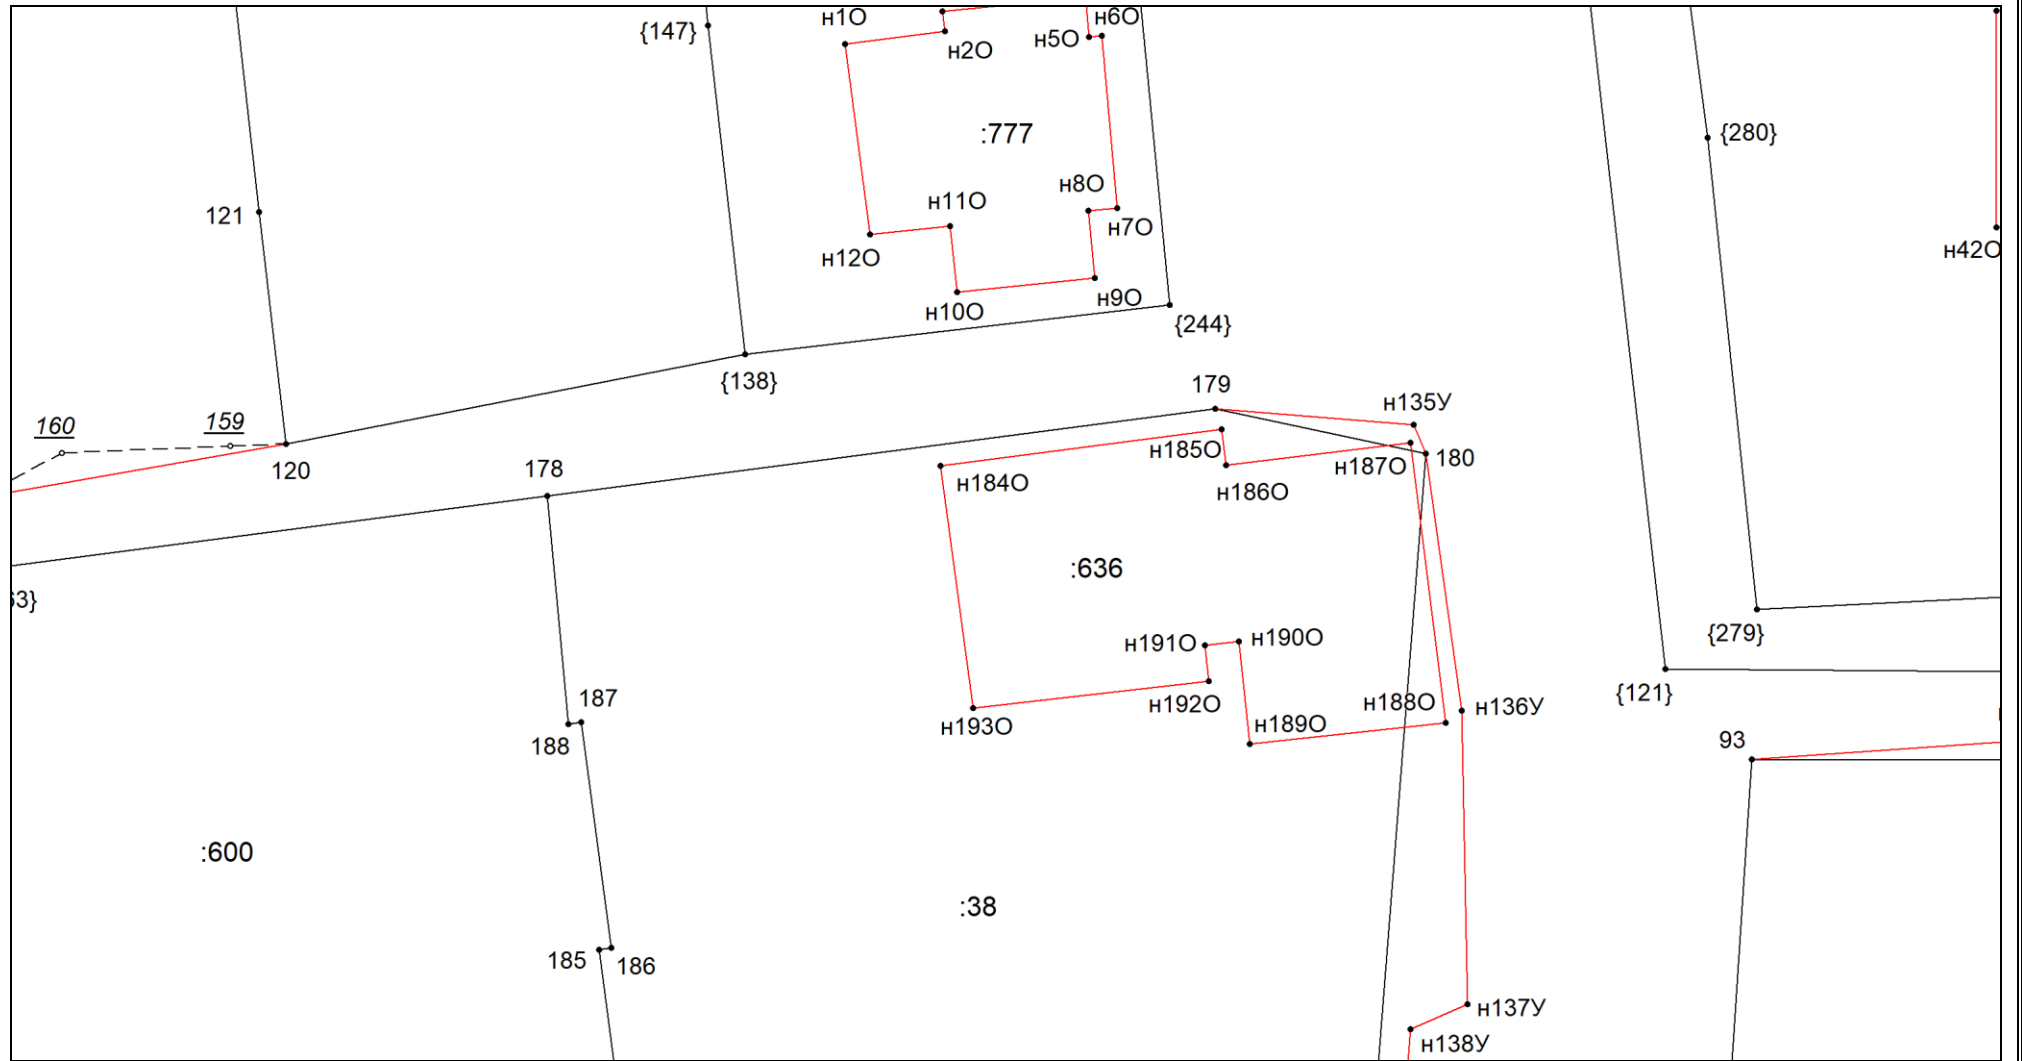 н1О
н6О
{147}
н5О
н2О
:777
{280}
н8О
н11О
121
н7О
н42О
н12О
н9О
н10О
{244}
{138}
179
н135У
159
160
н185О
180
н187О
120
178
н184О
н186О
:636
63}
{279}
н190О
н191О
{121}
187
н188О
н192О
н136У
н189О
н193О
93
188
:600
:38
185
186
н137У
н138У